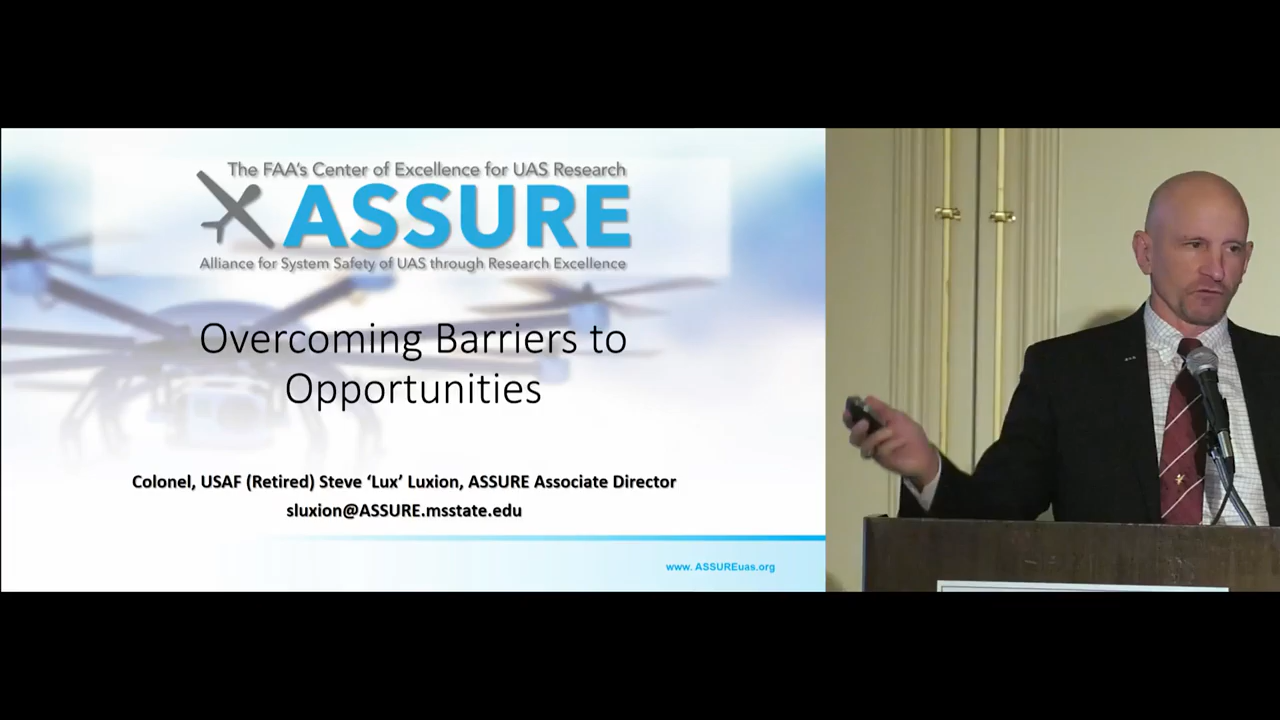 The FAA's Center of Excellence for UAS Research
ASSURE
Alliance for System Safety of UAS through Research Excellence
Overcoming Barriers to
Opportunities
Colonel, USAF (Retired) Steve ‘Lux’ Luxion, ASSURE Associate Director
sluxion@ASSURE.msstate.edu
www. ASSUREuas.org